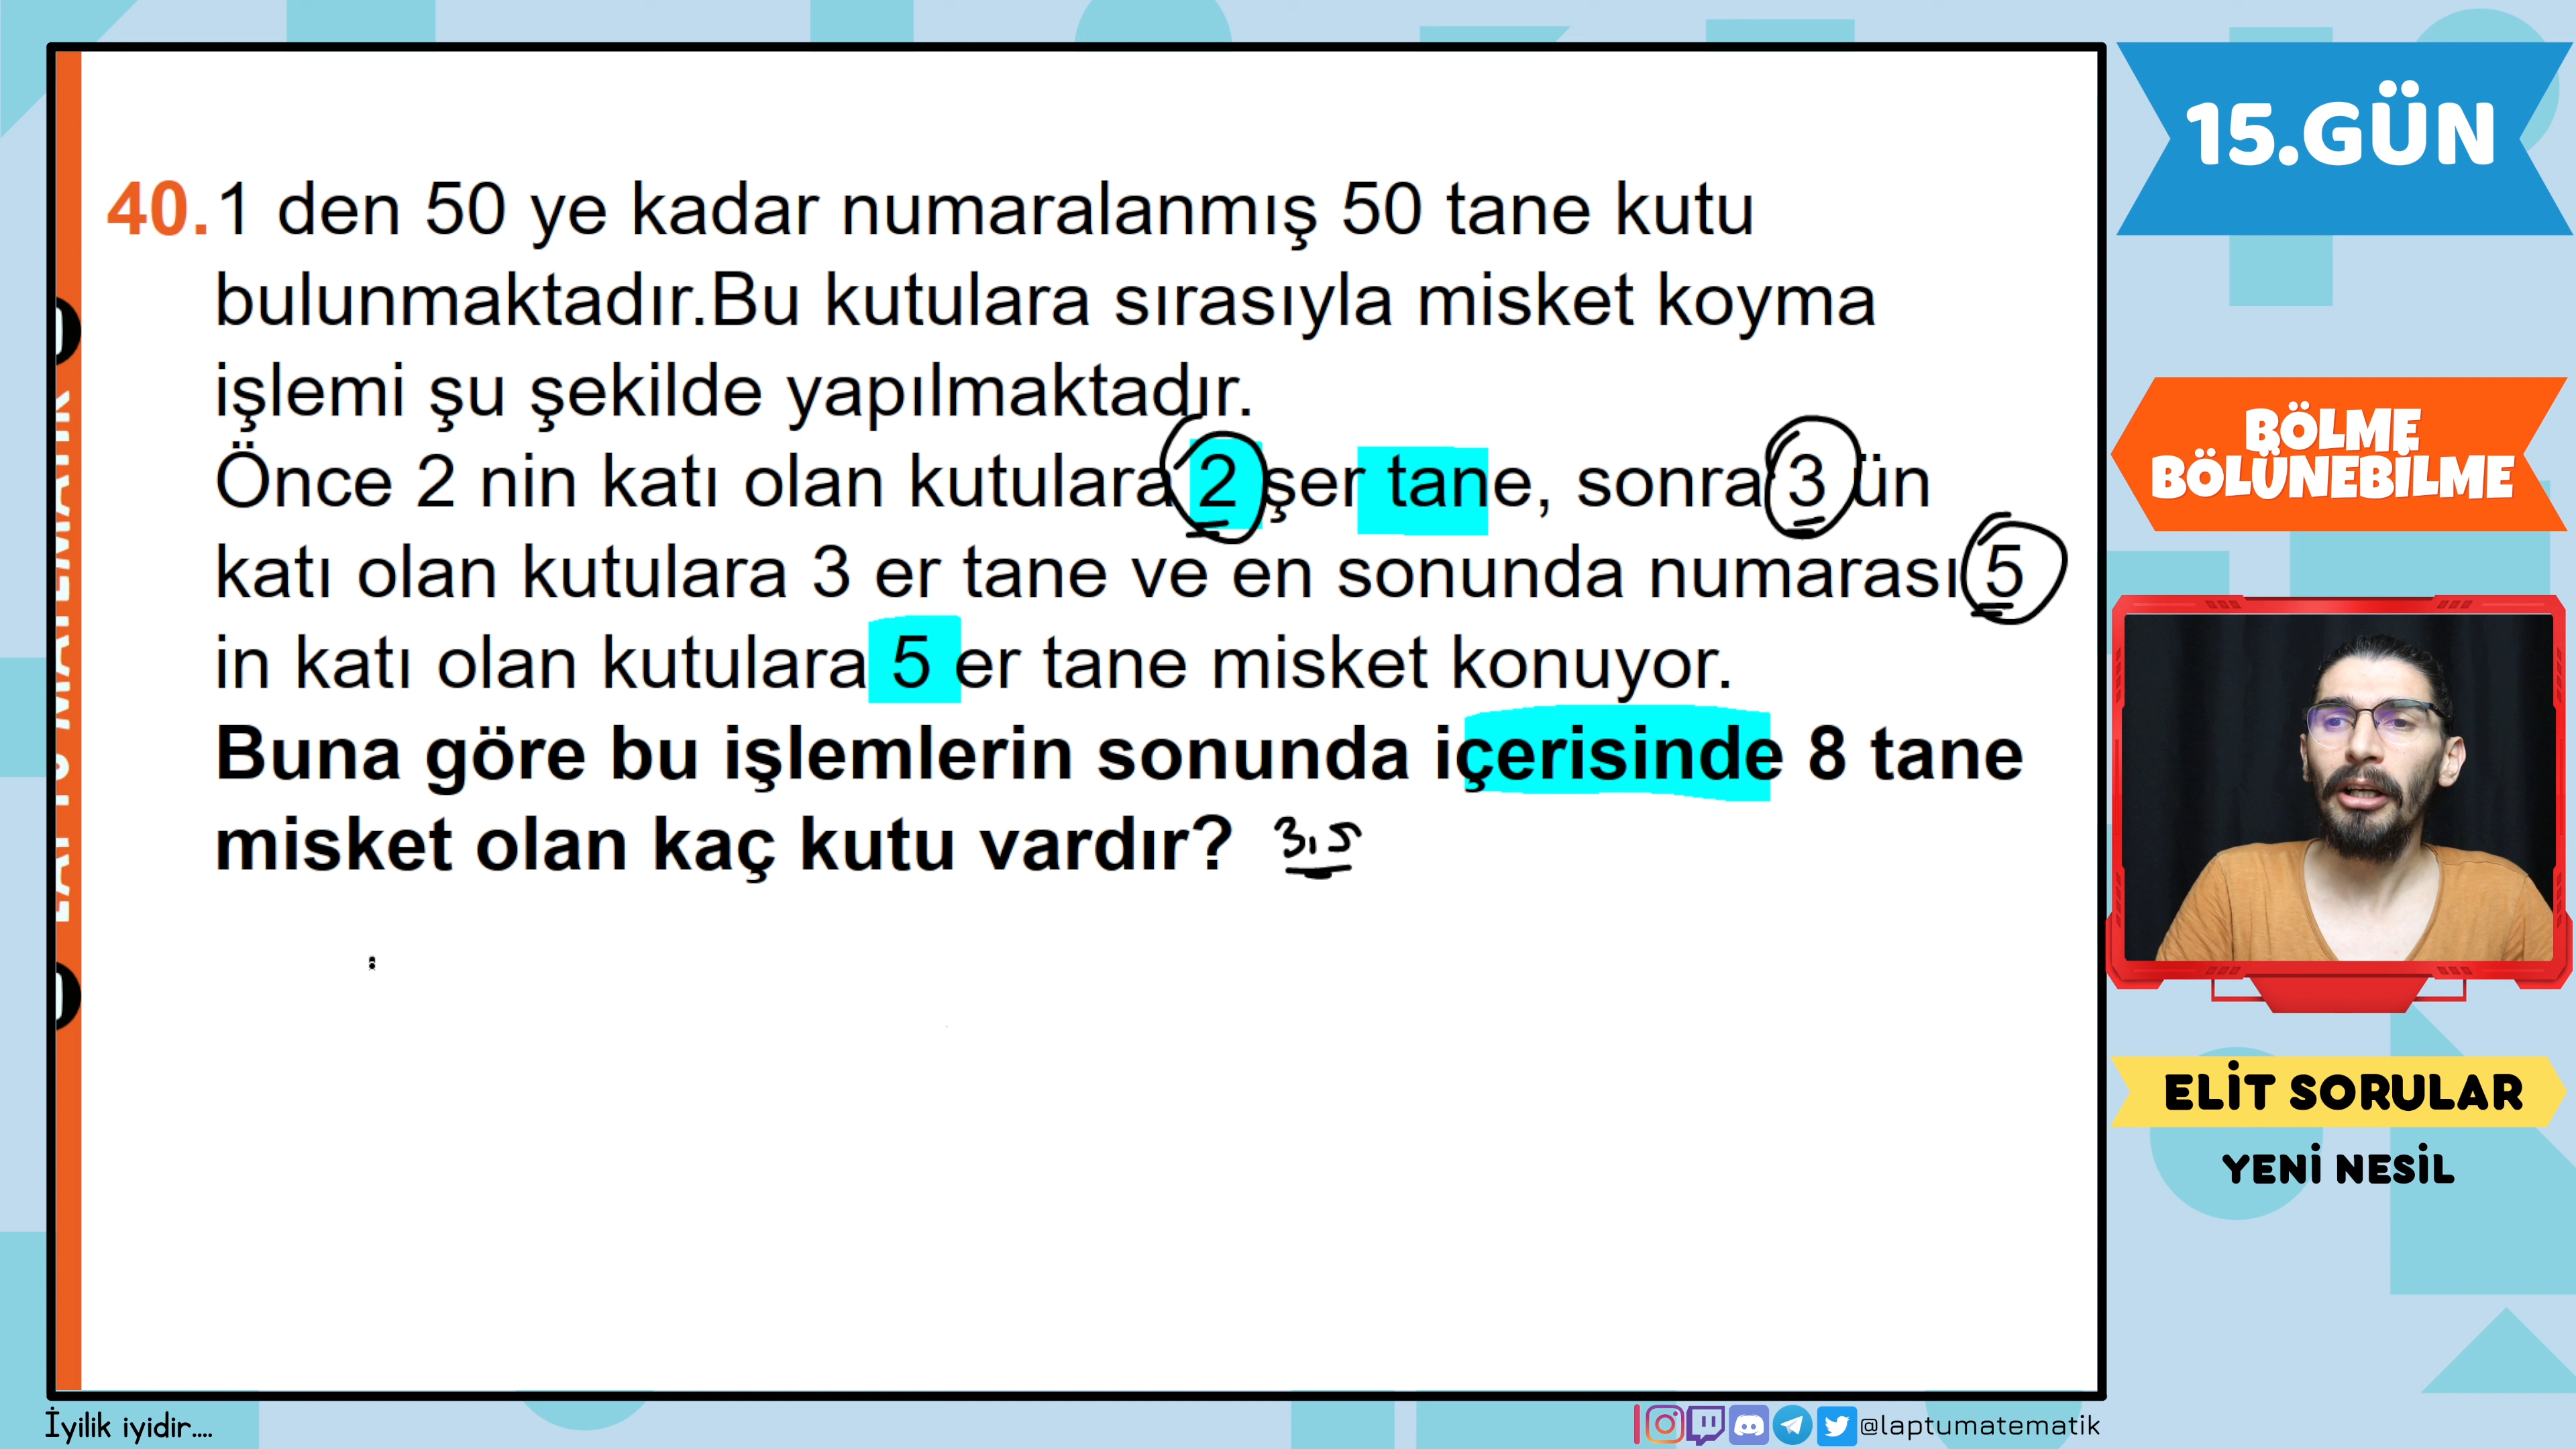 40. 1 den 50 ye kadar numaralanmış 50 tane kutu
bulunmaktadır.Bu kutulara sırasıyla misket koyma
işlemi şu şekilde yapılmaktadır.
Önce 2 nin katı olan kutulara 2 şer tane, sonra 3 ün
katı olan kutulara 3 er tane ve en sonunda numarası 5
in katı olan kutulara 5 er tane misket konuyor.
Buna göre bu işlemlerin sonunda içerisinde 8 tane
misket olan kaç kutu vardır? 3,5
15.GÜN
BÖLME
BÖLÜNEBİLME
ELİT SORULAR
YENİ NESİL
İyilik iyidir....
@laptumatematik